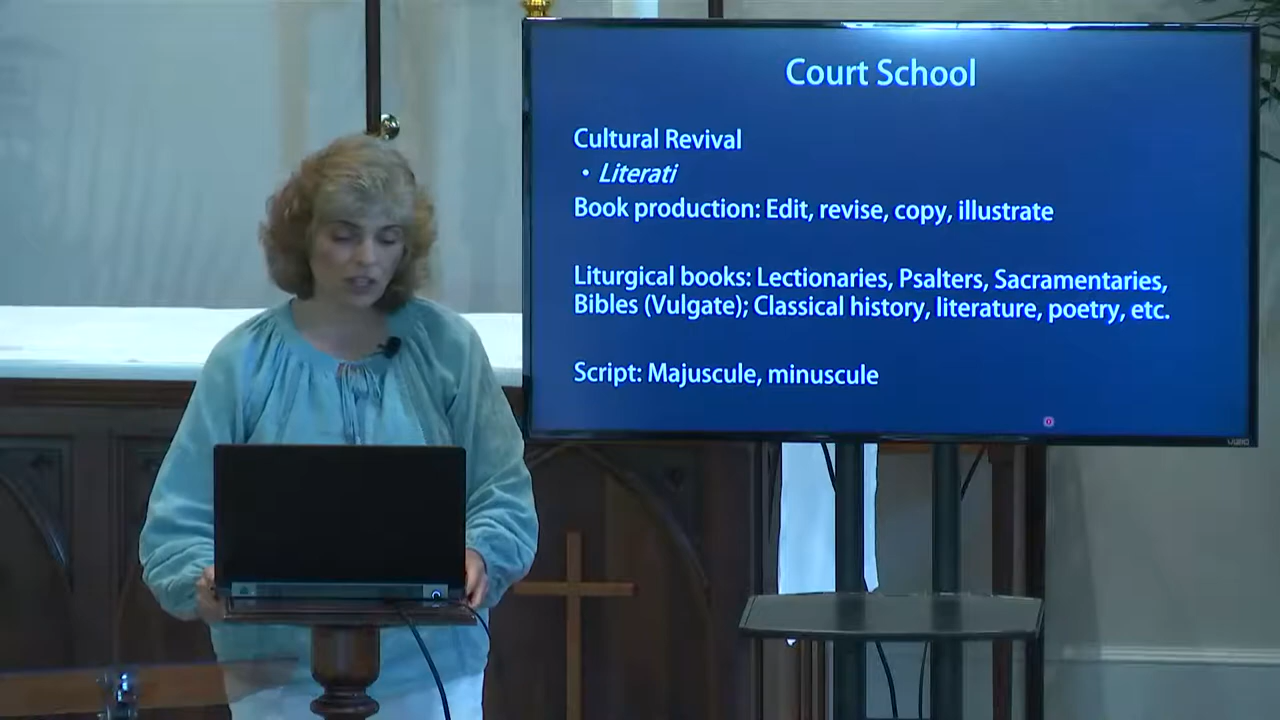 Court School
Cultural Revival
• Literati
Book production: Edit, revise, copy, illustrate
Liturgical books: Lectionaries, Psalters, Sacramentaries,
Bibles (Vulgate); Classical history, literature, poetry, etc.
Script: Majuscule, minuscule